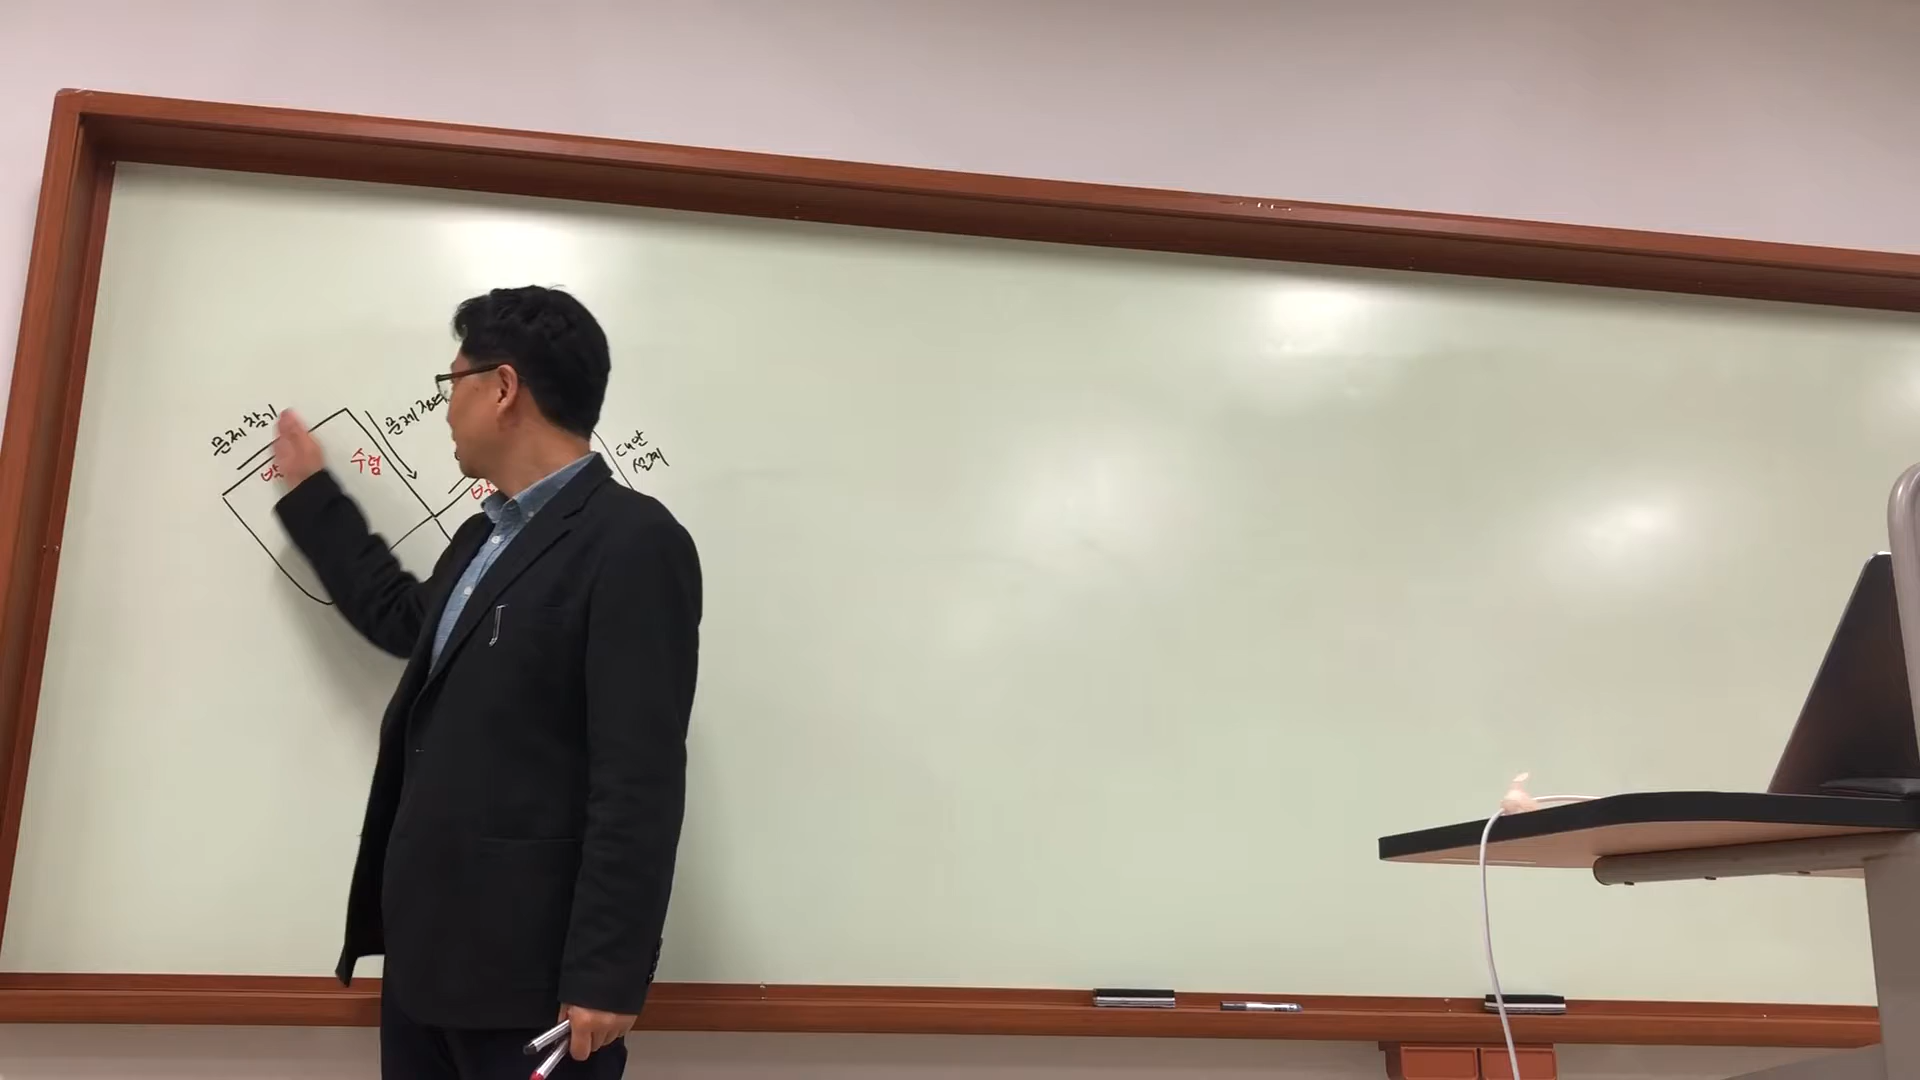 문제 찾기
문제 정의
수렴
대안
설계